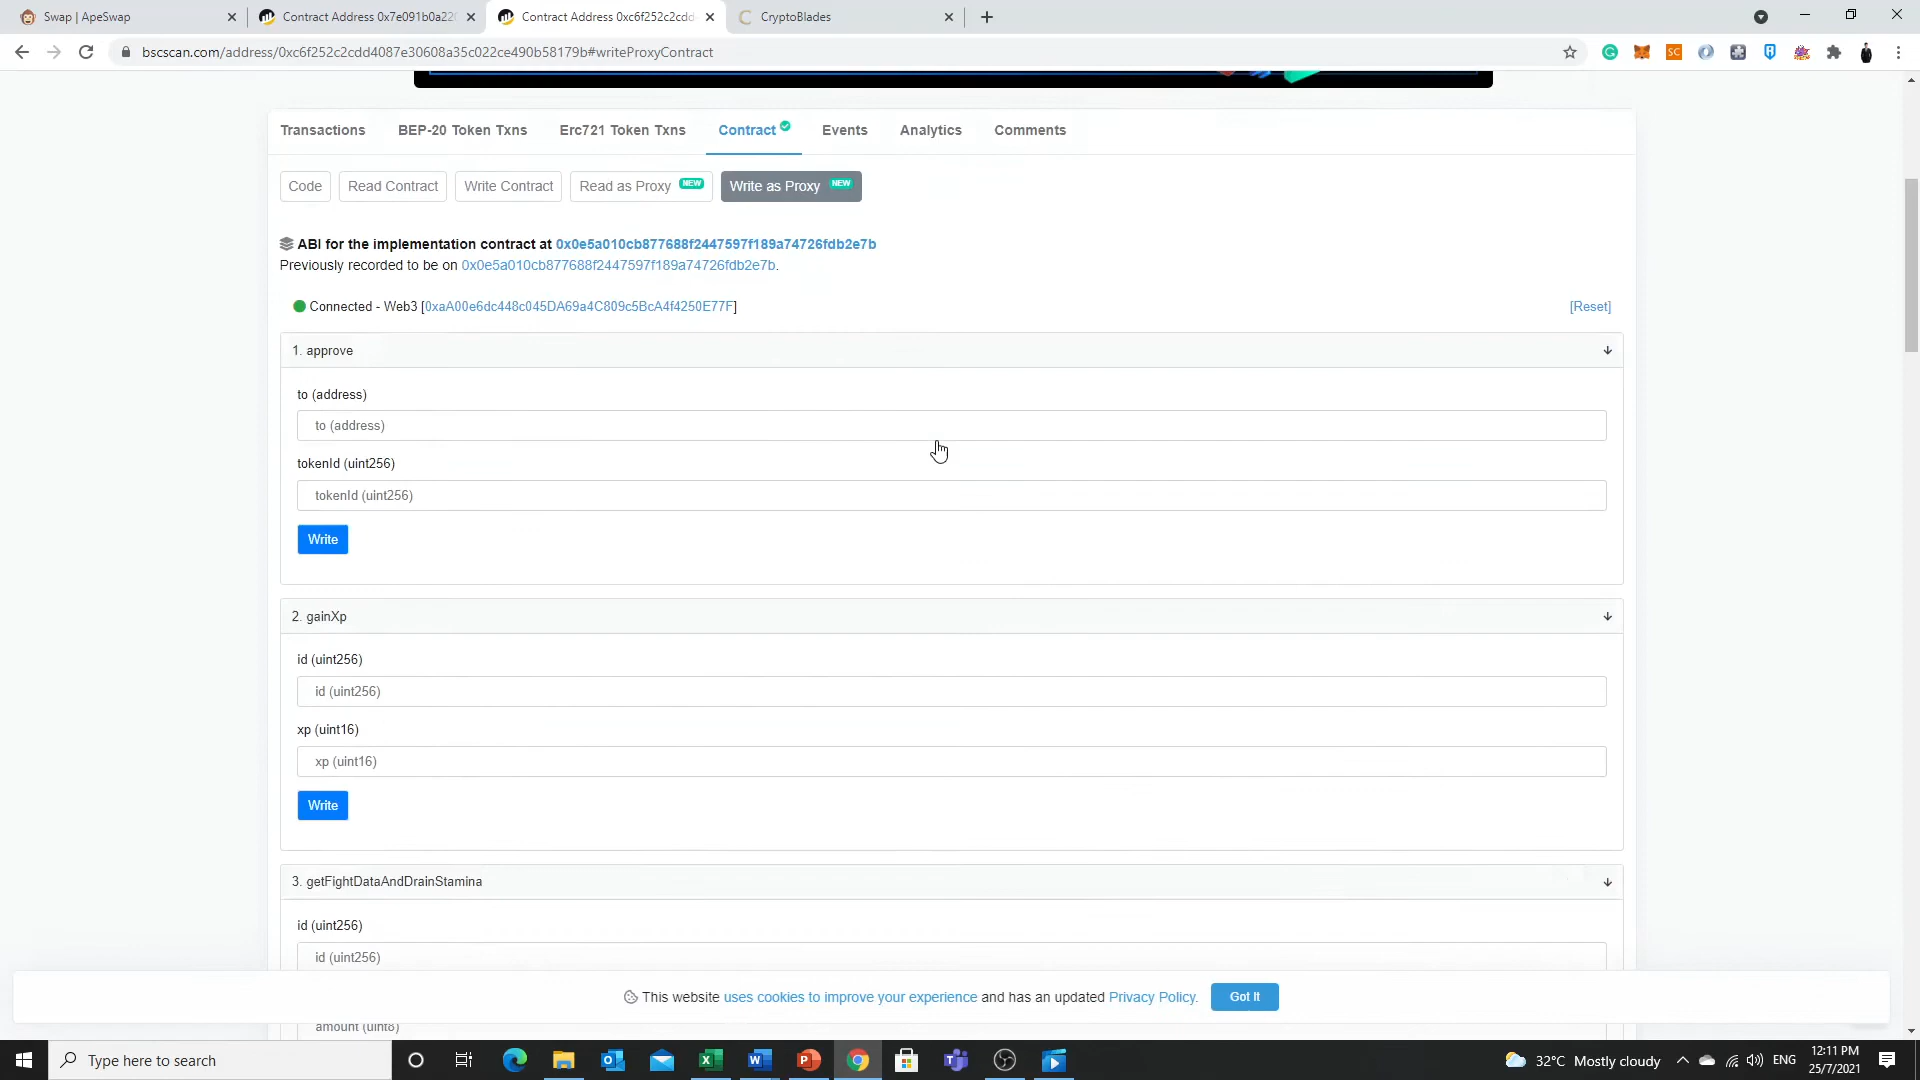 Swap | ApeSwap
Contract Address 0x7e091b0a220
Contract Address 0xc6f252c2cdd
CryptoBlades
bscscan.com/address/0xc6f252c2cdd4087e30608a35c022ce490b58179b#writeProxyContract
Transactions
BEP-20 Token Txns
Erc721 Token Txns
Contract
Events
Analytics
Comments
Code
Read Contract
Write Contract
Read as Proxy NEW
Write as Proxy NEW
ABI for the implementation contract at 0x0e5a010cb877688f2447597f189a74726fdb2e7b
Previously recorded to be on 0x0e5a010cb877688f2447597f189a74726fdb2e7b.
Connected - Web3 [0xaA00e6dc448c045DA69a4C809c5BcA4f4250E77F]
[Reset]
1. approve
to (address)
to (address)
tokenId (uint256)
tokenId (uint256)
Write
2. gainXp
id (uint256)
id (uint256)
xp (uint16)
xp (uint16)
Write
3. getFightDataAndDrainStamina
id (uint256)
id (uint256)
This website uses cookies to improve your experience and has an updated Privacy Policy.
Got It
amount (uint8)
Type here to search
32°C Mostly cloudy
ENG
12:11 PM
25/7/2021